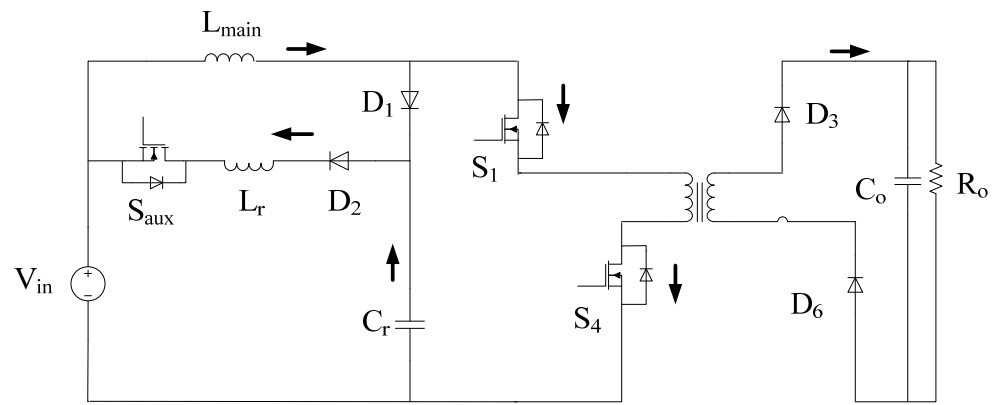 Lmain
D1
D3
S1
Saux
Lr
D2
Co
Ro
Vin
+
−
Cr
S4
D6